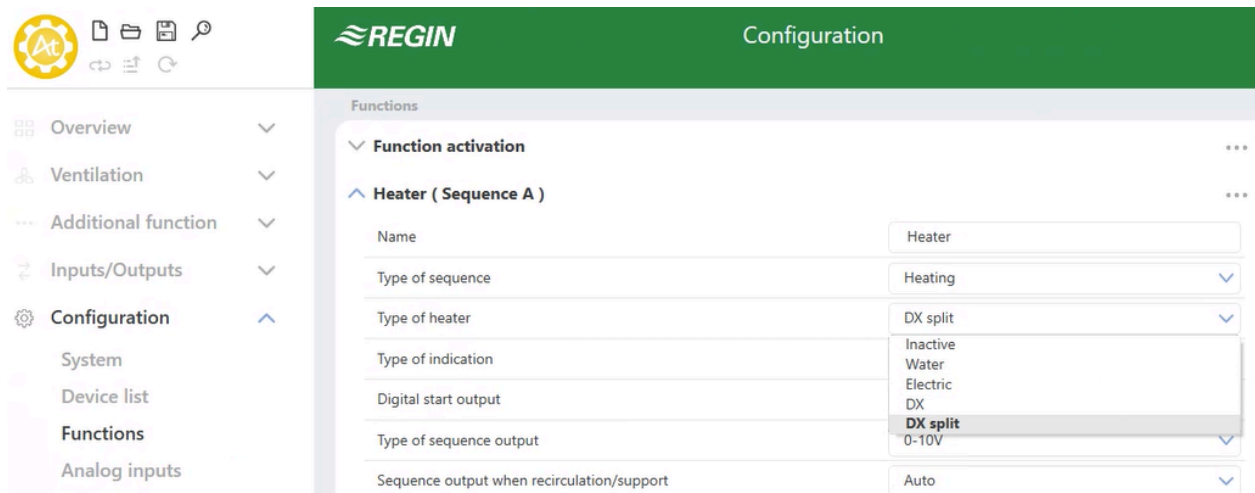 At
REGIN
Configuration
Overview
Ventilation
Additional function
Inputs/Outputs
Configuration
System
Device list
Functions
Analog inputs
Functions
Function activation
Heater ( Sequence A )
Name Heater
Type of sequence Heating
Type of heater DX split
Inactive
Water
Electric
DX
DX split
Type of indication
Digital start output
Type of sequence output 0-10V
Sequence output when recirculation/support Auto